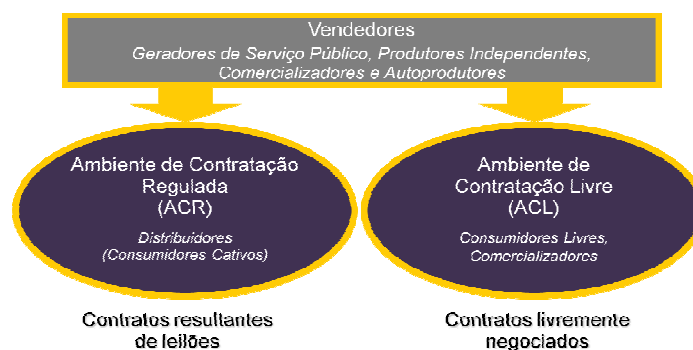 Vendedores
Geradores de Serviço Público, Produtores Independentes,
Comercializadores e Autoprodutores
Ambiente de Contratação
Regulada
(ACR)
Distribuidores
(Consumidores Cativos)
Ambiente de
Contratação Livre
(ACL)
Consumidores Livres,
Comercializadores
Contratos resultantes
de leilões
Contratos livremente
negociados